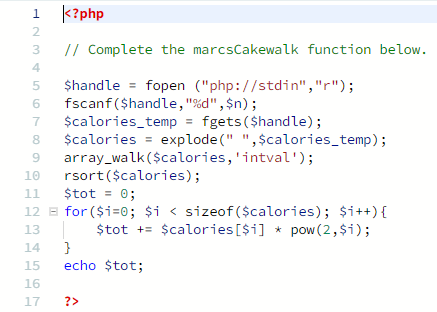 1 <?php
2
3 // Complete the marcsCakewalk function below.
4
5 $handle = fopen ("php://stdin","r");
6 fscanf($handle,"%d",$n);
7 $calories_temp = fgets($handle);
8 $calories = explode(" ",$calories_temp);
9 array_walk($calories,'intval');
10 rsort($calories);
11 $tot = 0;
12 for($i=0; $i < sizeof($calories); $i++){
13     $tot += $calories[$i] * pow(2,$i);
14 }
15 echo $tot;
16
17 ?>